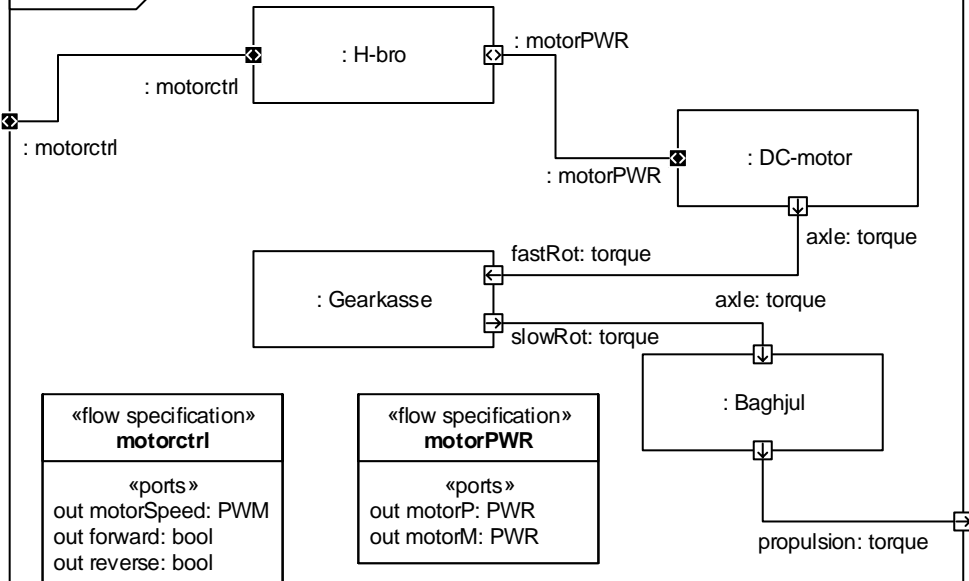 : H-bro
: motorPWR
: motorctrl
: motorctrl
: DC-motor
: motorPWR
axle: torque
fastRot: torque
: Gearkasse
axle: torque
slowRot: torque
: Baghjul
«flow specification»
motorctrl
«ports»
out motorSpeed: PWM
out forward: bool
out reverse: bool
«flow specification»
motorPWR
«ports»
out motorP: PWR
out motorM: PWR
propulsion: torque